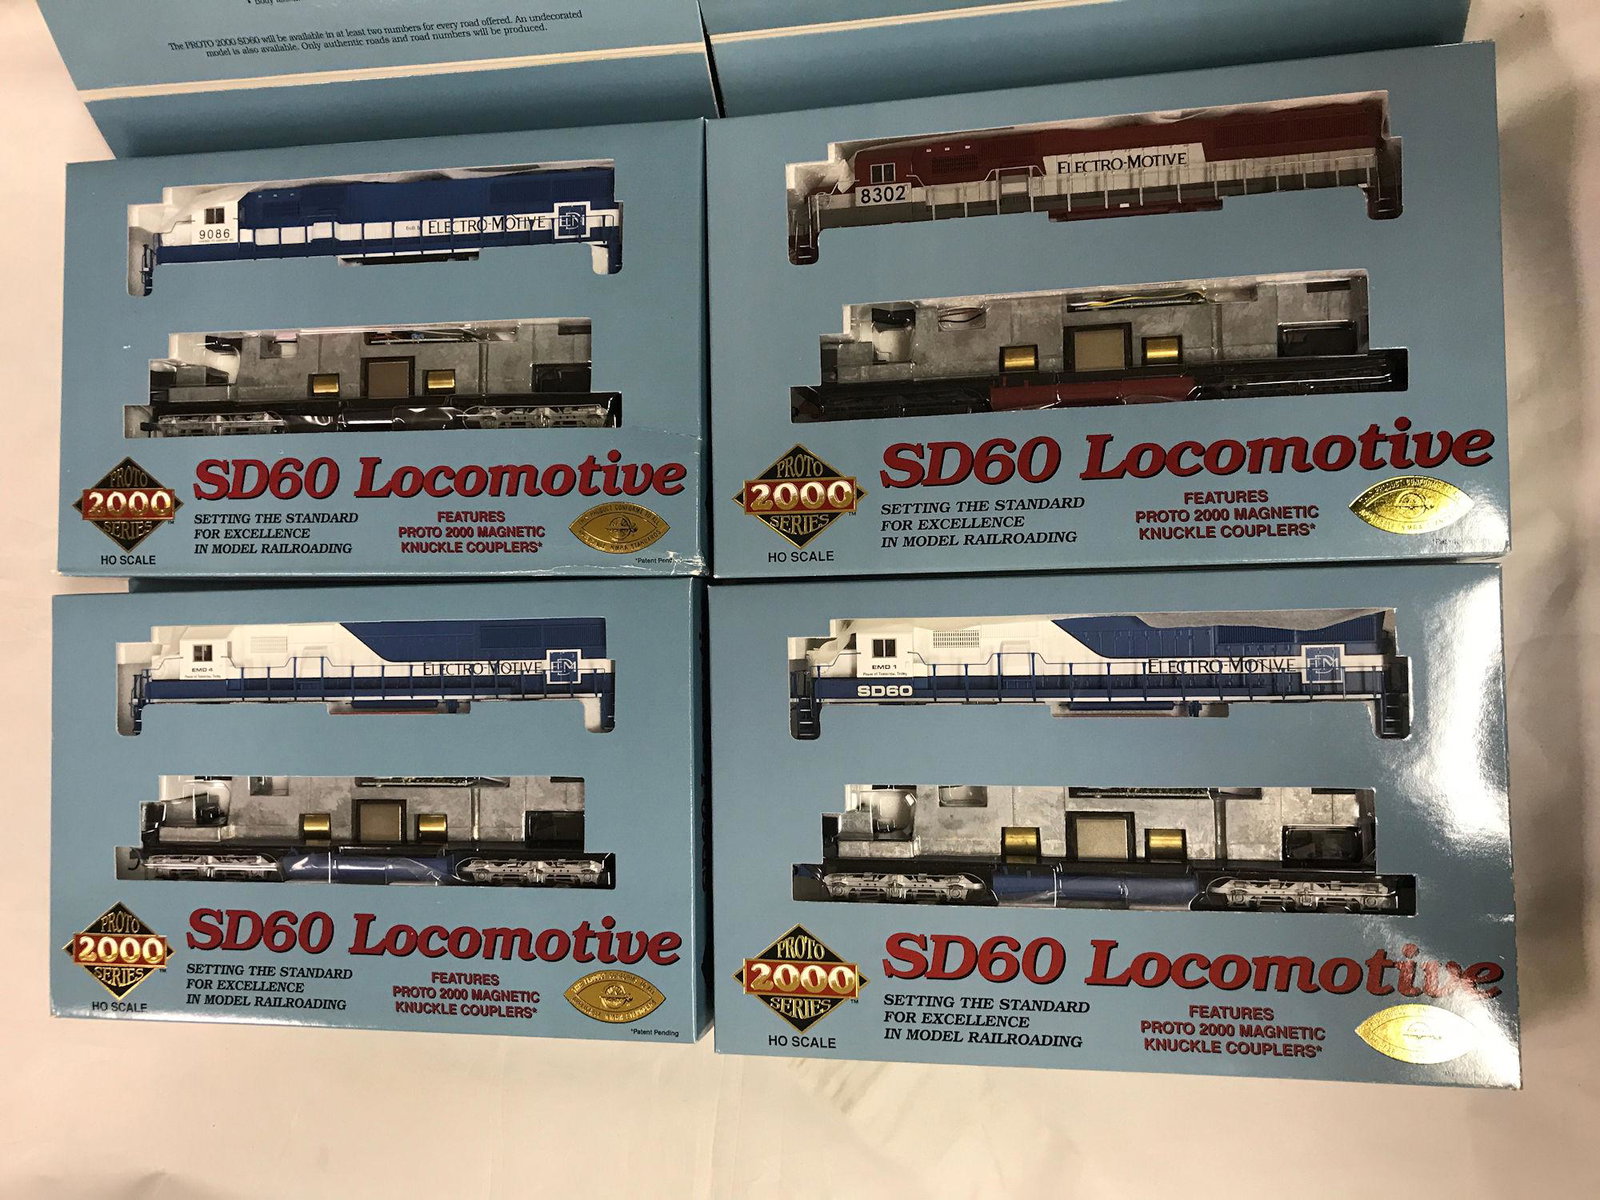 The PROTO 2000 SD60 will be available in at least two numbers for every road offered. An undecorated
model is also available. Only authentic roads and road numbers will be produced.
9086
ELECTRO-MOTIVE
PROTO
2000
SERIES
HO SCALE
SD60 Locomotive
SETTING THE STANDARD
FOR EXCELLENCE
IN MODEL RAILROADING
FEATURES
PROTO 2000 MAGNETIC
KNUCKLE COUPLERS*
*Patent Pend
8302
ELECTRO-MOTIVE
PROTO
2000
SERIES
HO SCALE
SD60 Locomotive
SETTING THE STANDARD
FOR EXCELLENCE
IN MODEL RAILROADING
FEATURES
PROTO 2000 MAGNETIC
KNUCKLE COUPLERS*
EMD 4
ELECTRO-MOTIVE
PROTO
2000
SERIES
HO SCALE
SD60 Locomotive
SETTING THE STANDARD
FOR EXCELLENCE
IN MODEL RAILROADING
FEATURES
PROTO 2000 MAGNETIC
KNUCKLE COUPLERS*
*Patent Pending
EMD 1
SD60
ELECTRO-MOTIVE
PROTO
2000
SERIES
HO SCALE
SD60 Locomotive
SETTING THE STANDARD
FOR EXCELLENCE
IN MODEL RAILROADING
FEATURES
PROTO 2000 MAGNETIC
KNUCKLE COUPLERS*